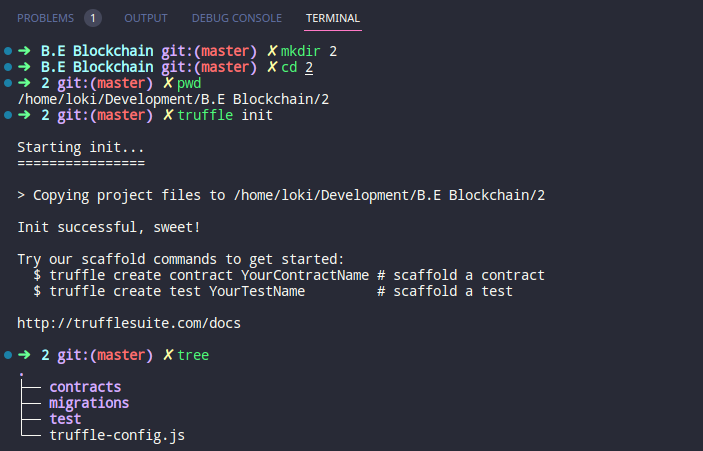 PROBLEMS 1 OUTPUT DEBUG CONSOLE TERMINAL
➜ B.E Blockchain git:(master) ✗ mkdir 2
➜ B.E Blockchain git:(master) ✗ cd 2
➜ 2 git:(master) ✗ pwd
/home/loki/Development/B.E Blockchain/2
➜ 2 git:(master) ✗ truffle init
Starting init...
================
> Copying project files to /home/loki/Development/B.E Blockchain/2
Init successful, sweet!
Try our scaffold commands to get started:
$ truffle create contract YourContractName # scaffold a contract
$ truffle create test YourTestName # scaffold a test
http://trufflesuite.com/docs
➜ 2 git:(master) ✗ tree
.
├── contracts
├── migrations
├── test
└── truffle-config.js